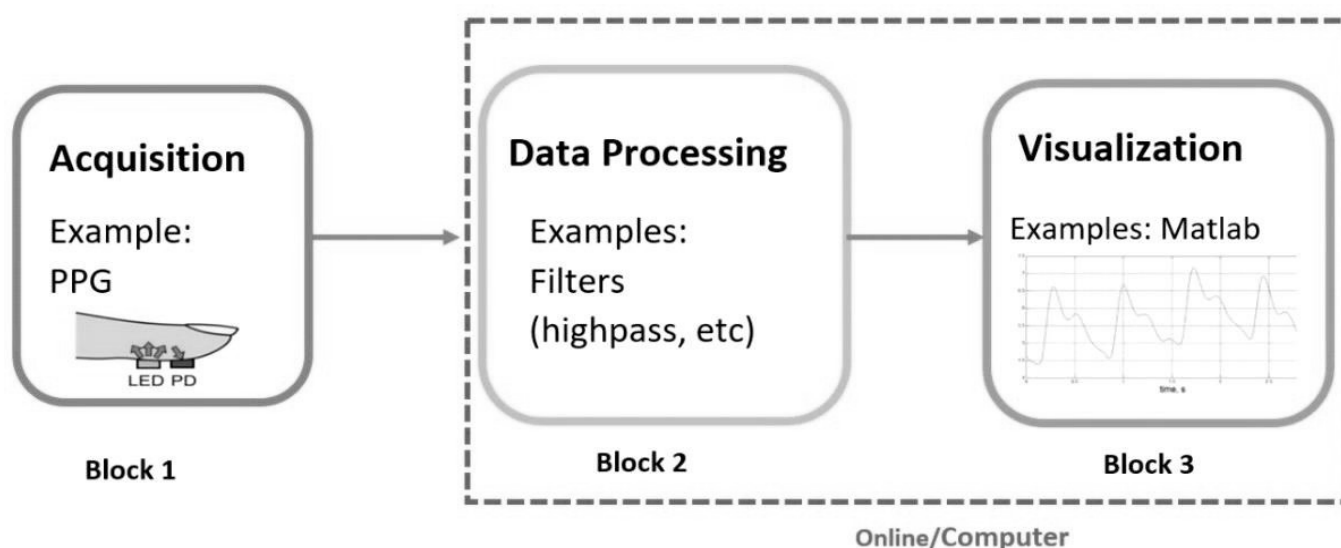 Acquisition
Example:
PPG
LED PD
Block 1
Data Processing
Examples:
Filters
(highpass, etc)
Block 2
Visualization
Examples: Matlab
time, s
Block 3
Online/Computer